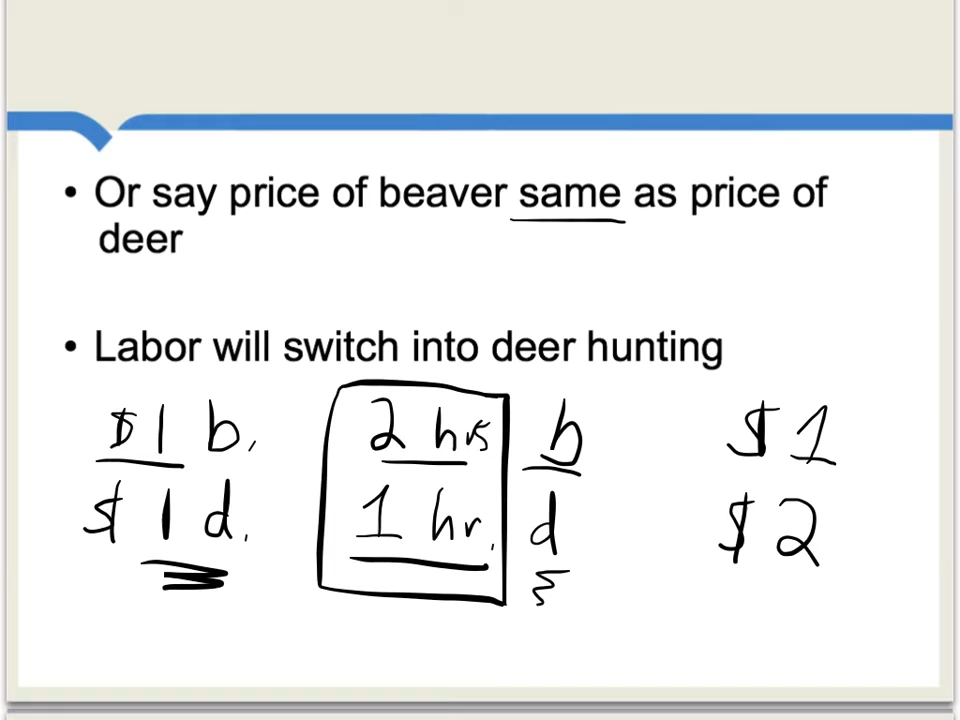 • Or say price of beaver same as price of
deer
• Labor will switch into deer hunting
$1 b. 2 hrs b $1
$1 d. 1 hr. d $2